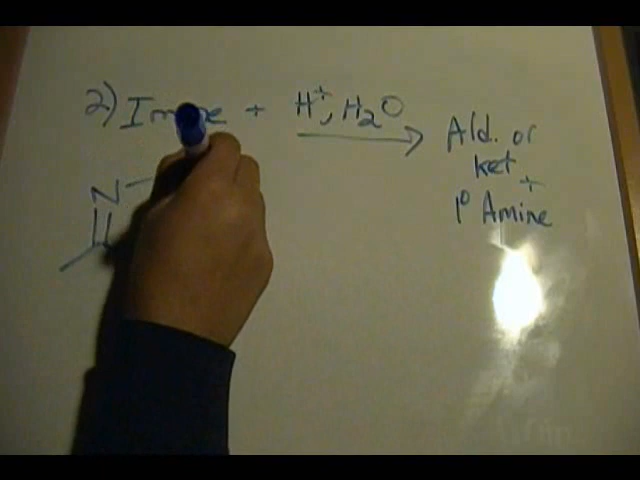 2) Imine + H+, H2O
Ald. or
ket
+
1° Amine
N